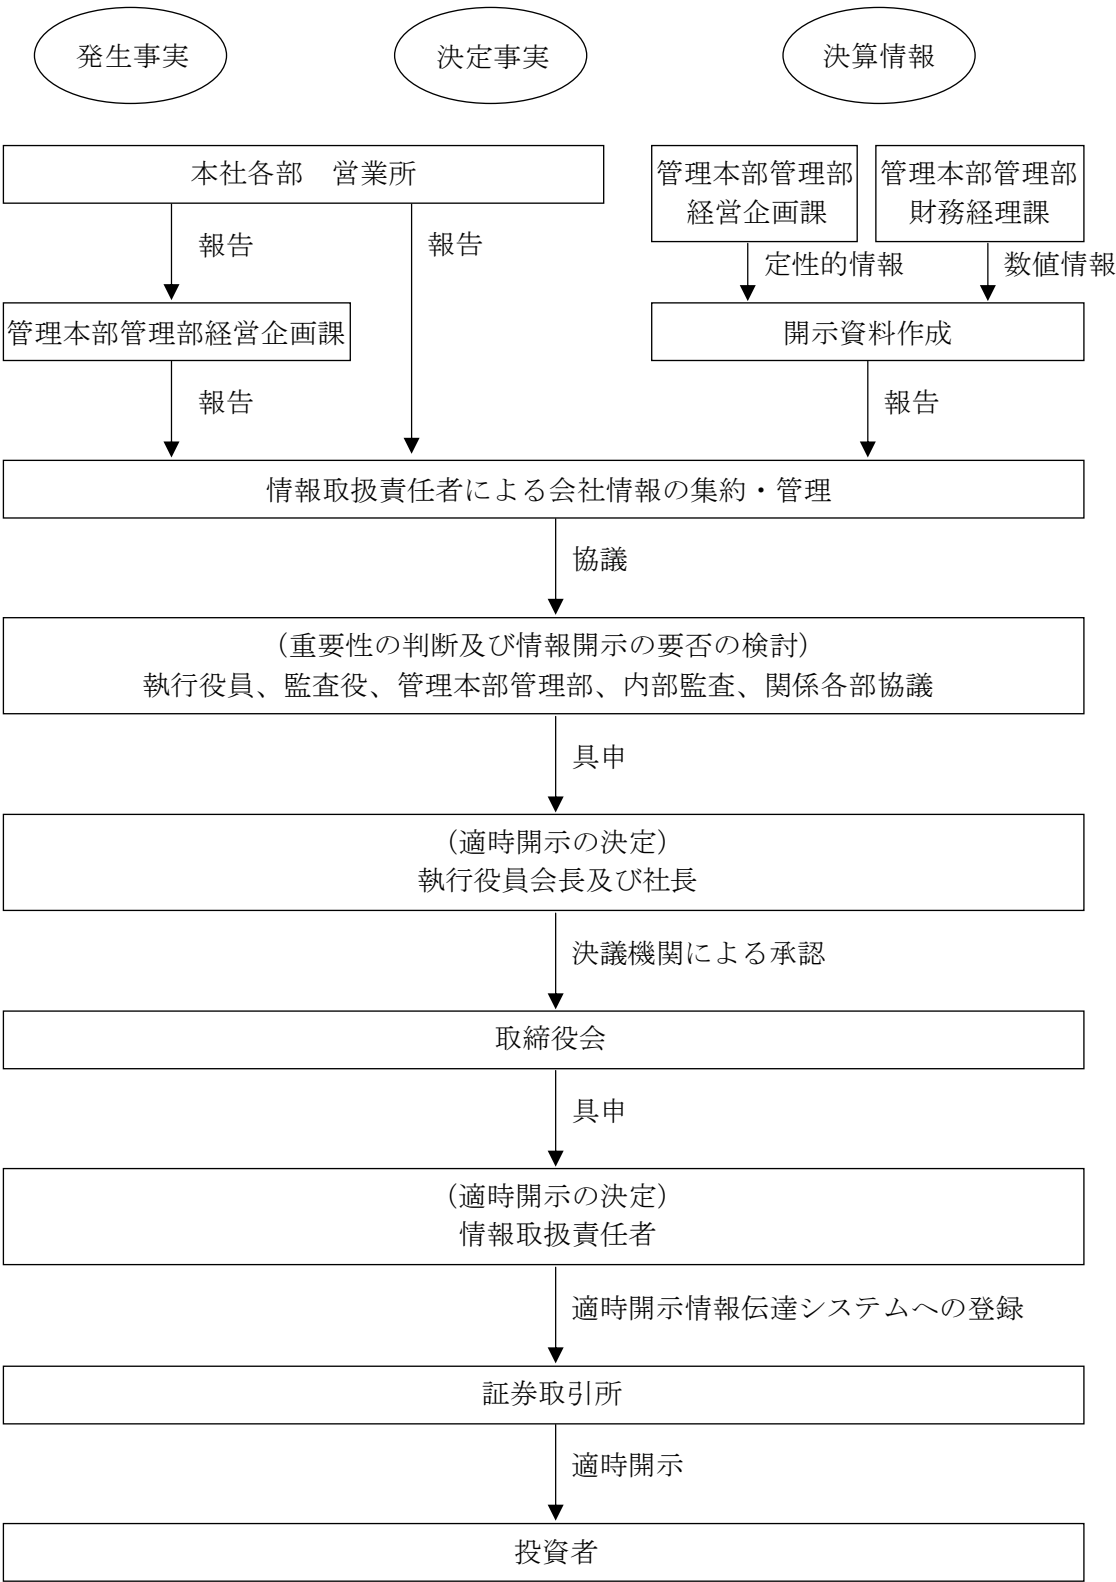 発生事実
決定事実
決算情報
本社各部　営業所
管理本部管理部
経営企画課
管理本部管理部
財務経理課
報告
報告
定性的情報
数値情報
管理本部管理部経営企画課
開示資料作成
報告
報告
情報取扱責任者による会社情報の集約・管理
協議
（重要性の判断及び情報開示の要否の検討）
執行役員、監査役、管理本部管理部、内部監査、関係各部協議
具申
（適時開示の決定）
執行役員会長及び社長
決議機関による承認
取締役会
具申
（適時開示の決定）
情報取扱責任者
適時開示情報伝達システムへの登録
証券取引所
適時開示
投資者